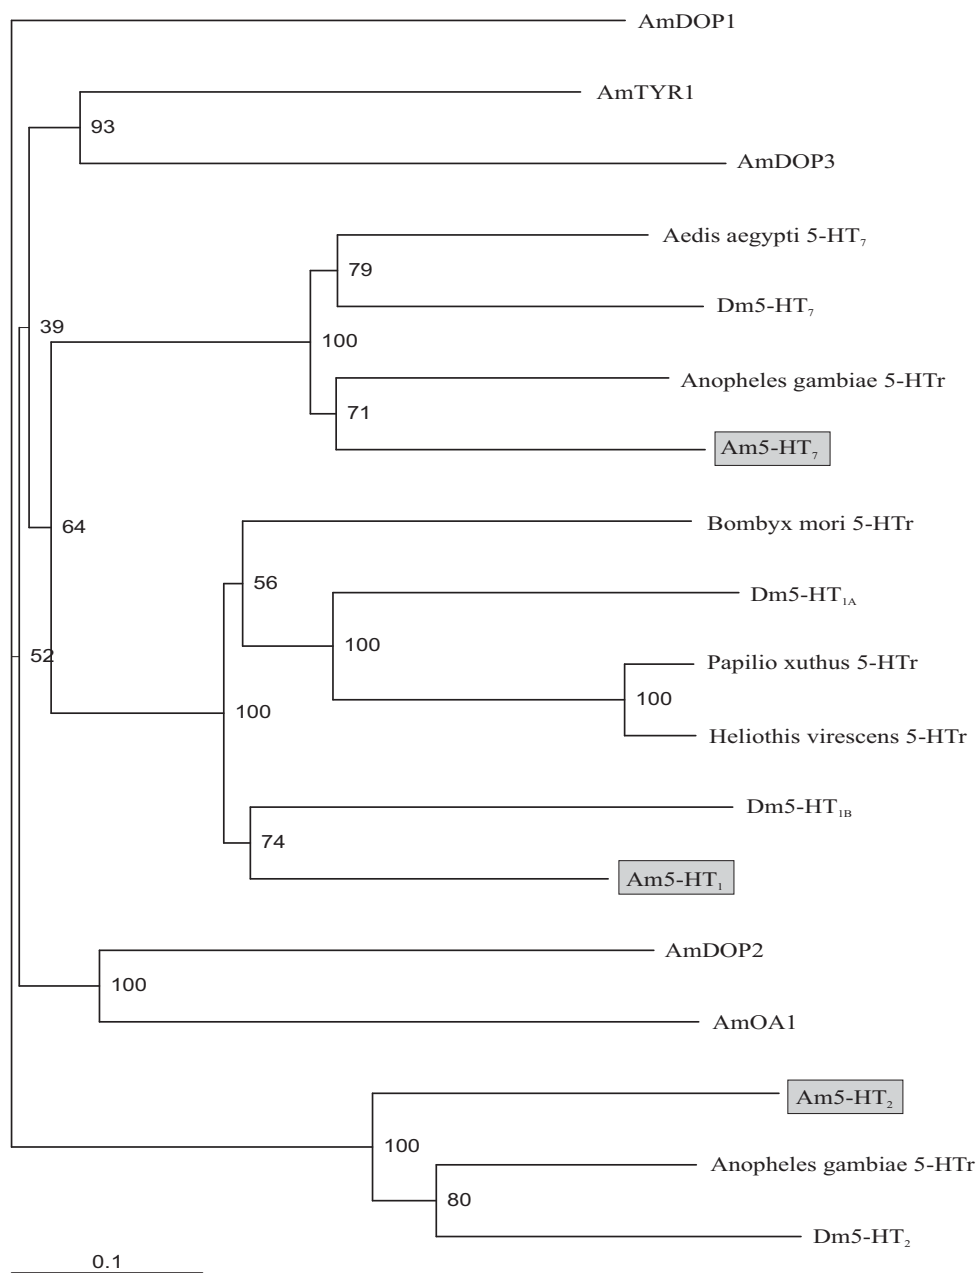 AmDOP1
AmTYR1
93
AmDOP3
Aedis aegypti 5-HT₇
79
Dm5-HT₇
39
100
Anopheles gambiae 5-HTr
71
Am5-HT₇
Bombyx mori 5-HTr
64
56
Dm5-HT₁A
100
Papilio xuthus 5-HTr
52
100
100
Heliothis virescens 5-HTr
Dm5-HT₁B
74
Am5-HT₁
AmDOP2
100
AmOA1
Am5-HT₂
100
Anopheles gambiae 5-HTr
80
Dm5-HT₂
0.1